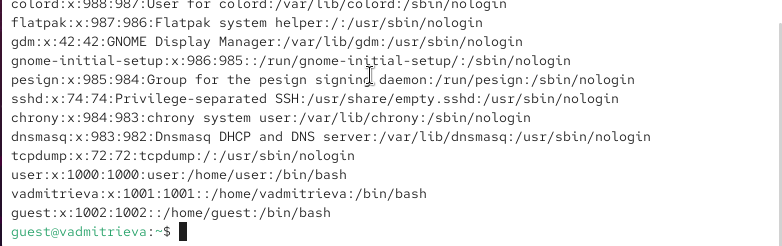 colord:x:988:987:User for colord:/var/lib/colord:/sbin/nologin
flatpak:x:987:986:Flatpak system helper:/:/usr/sbin/nologin
gdm:x:42:42:GNOME Display Manager:/var/lib/gdm:/usr/sbin/nologin
gnome-initial-setup:x:986:985::/run/gnome-initial-setup/:/sbin/nologin
pesign:x:985:984:Group for the pesign signing daemon:/run/pesign:/sbin/nologin
sshd:x:74:74:Privilege-separated SSH:/usr/share/empty.sshd:/usr/sbin/nologin
chrony:x:984:983:chrony system user:/var/lib/chrony:/sbin/nologin
dnsmasq:x:983:982:Dnsmasq DHCP and DNS server:/var/lib/dnsmasq:/usr/sbin/nologin
tcpdump:x:72:72:tcpdump:/:/usr/sbin/nologin
user:x:1000:1000:user:/home/user:/bin/bash
vadmitrieva:x:1001:1001::/home/vadmitrieva:/bin/bash
guest:x:1002:1002::/home/guest:/bin/bash
guest@vadmitrieva:~$